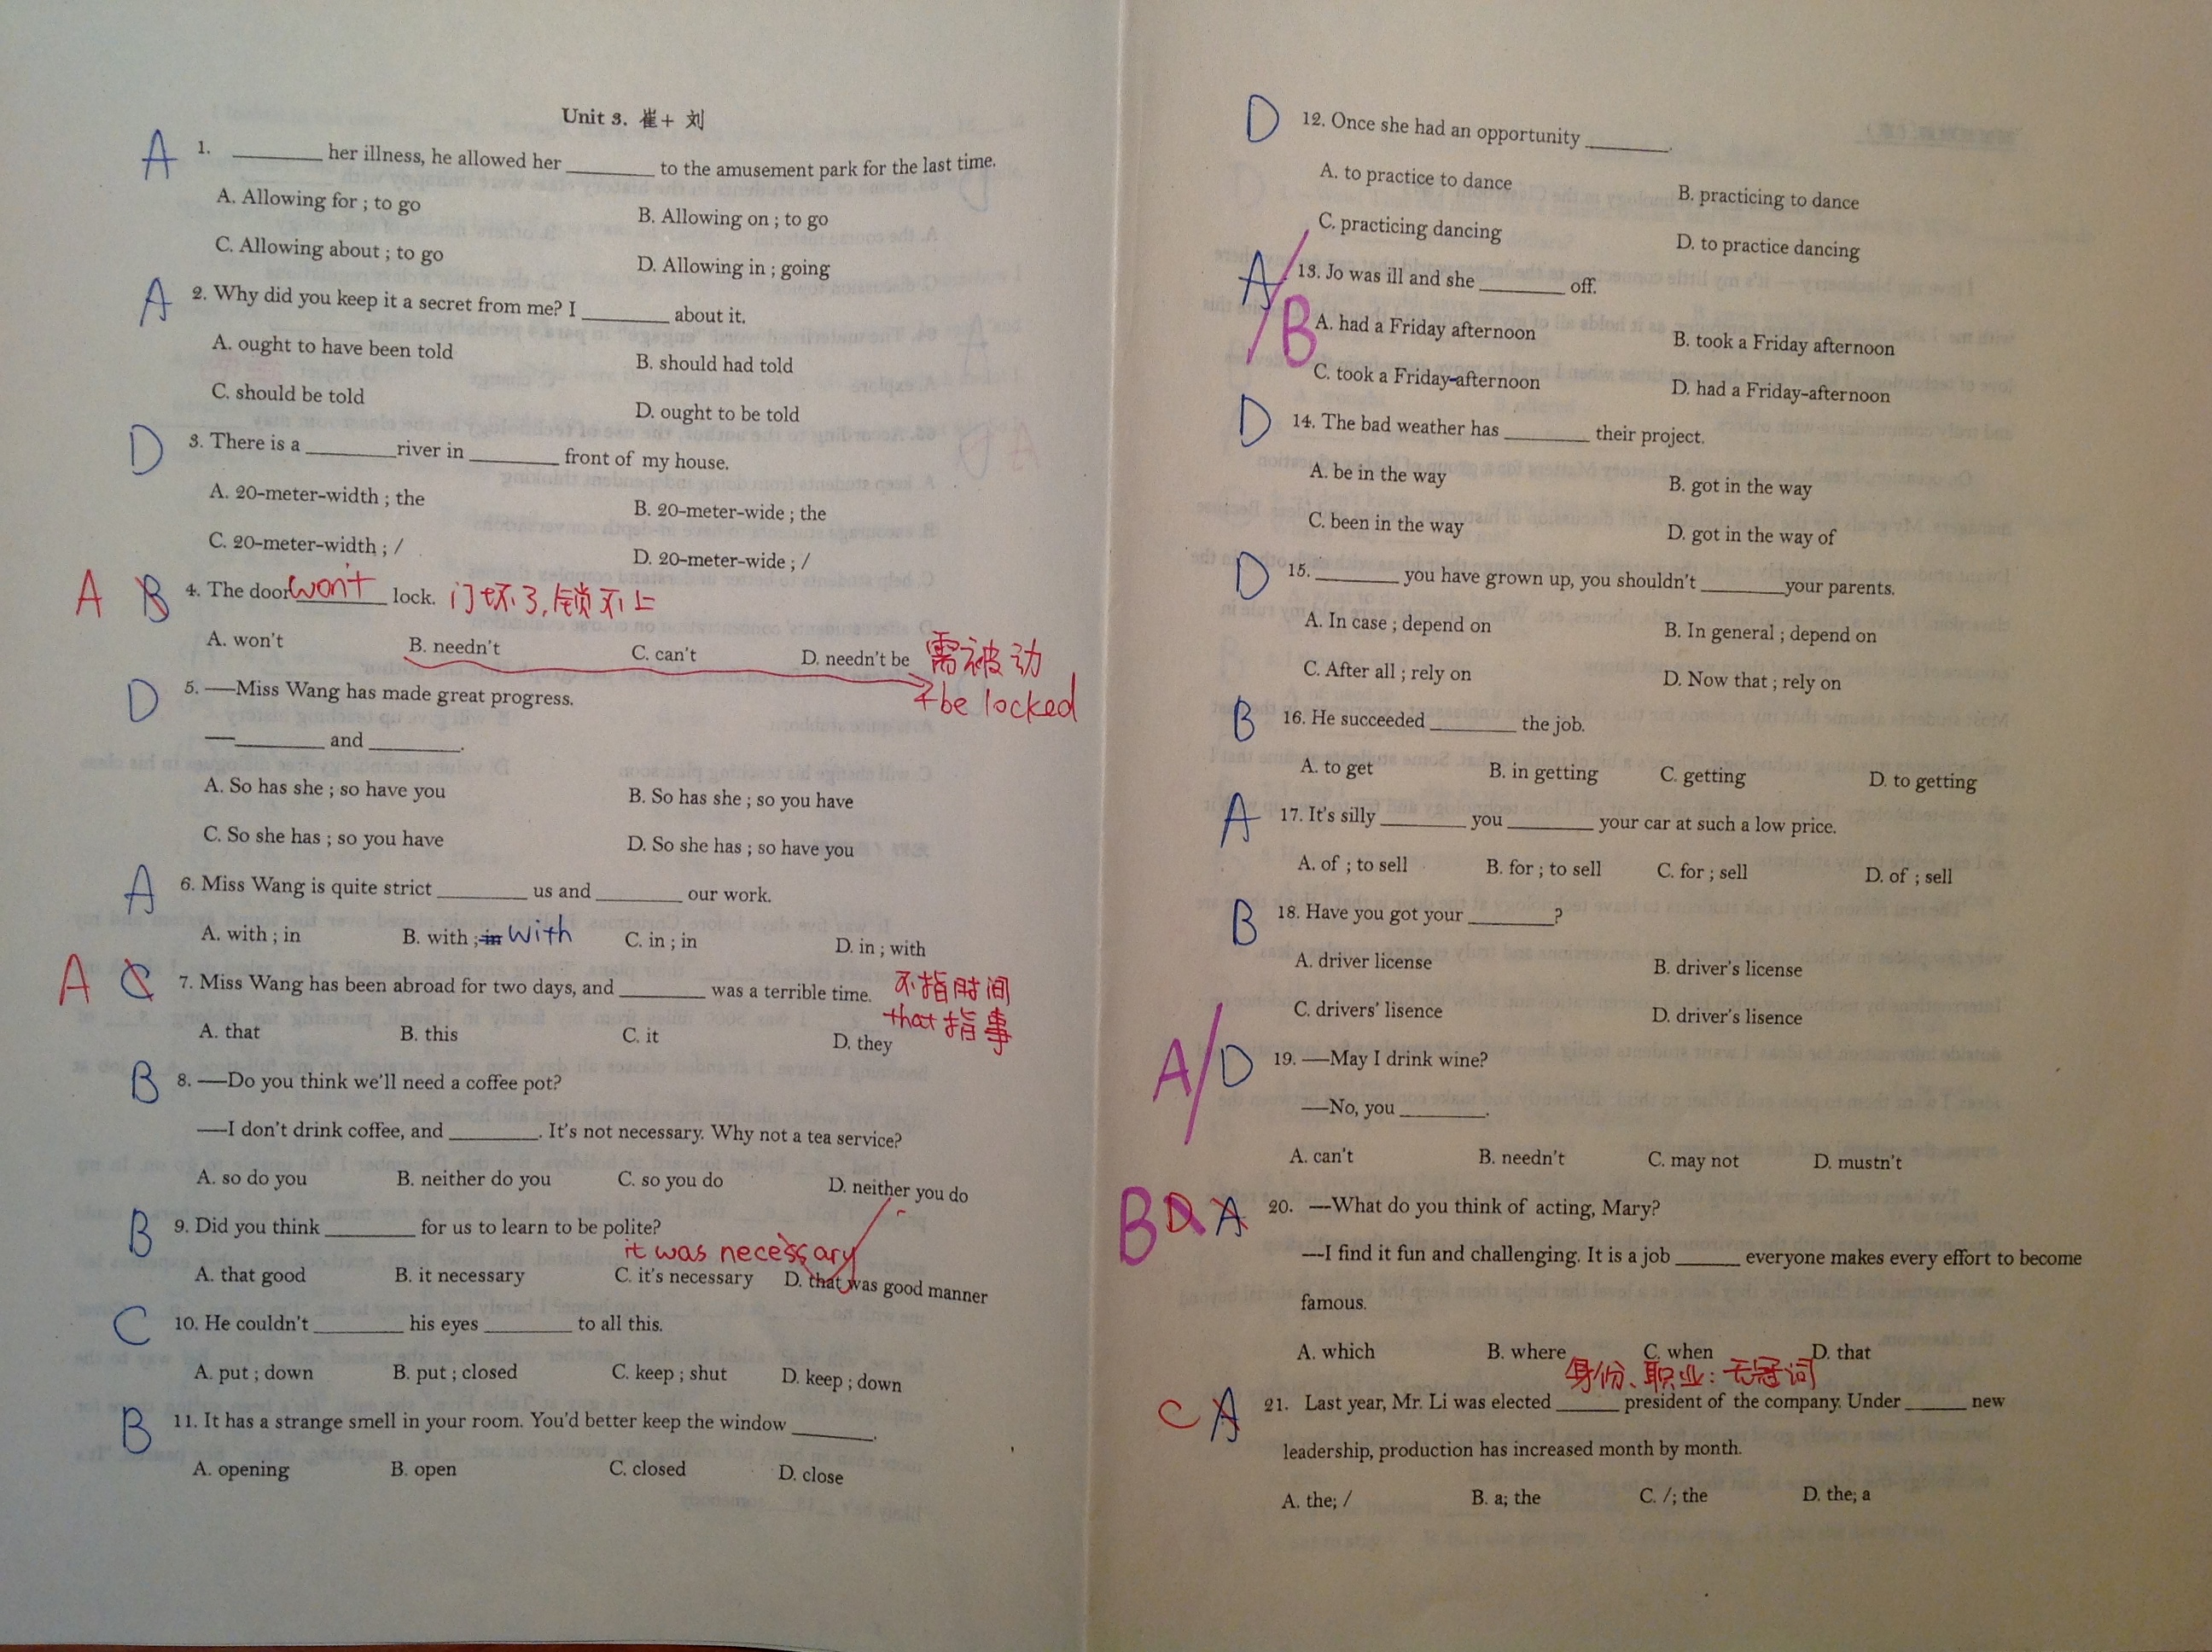 Unit 3. 崔+ 刘
A 1. ________ her illness, he allowed her ________ to the amusement park for the last time.
A. Allowing for ; to go B. Allowing on ; to go
C. Allowing about ; to go D. Allowing in ; going
A 2. Why did you keep it a secret from me? I ________ about it.
A. ought to have been told B. should had told
C. should be told D. ought to be told
D 3. There is a ________river in ________ front of my house.
A. 20-meter-width ; the B. 20-meter-wide ; the
C. 20-meter-width ; / D. 20-meter-wide ; /
A B 4. The door won't lock. 门坏了,锁不上
A. won't B. needn't C. can't D. needn't be 需被动
be locked
D 5. —Miss Wang has made great progress.
—________ and ________.
A. So has she ; so have you B. So has she ; so you have
C. So she has ; so you have D. So she has ; so have you
A 6. Miss Wang is quite strict ________ us and ________ our work.
A. with ; in B. with ; in with C. in ; in D. in ; with
A C 7. Miss Wang has been abroad for two days, and ________ was a terrible time. 不指时间
that指事
A. that B. this C. it D. they
B 8. —Do you think we'll need a coffee pot?
—I don't drink coffee, and ________. It's not necessary. Why not a tea service?
A. so do you B. neither do you C. so you do D. neither you do
B 9. Did you think ________ for us to learn to be polite?
it was necessary
A. that good B. it necessary C. it's necessary D. that was good manner
C 10. He couldn't ________ his eyes ________ to all this.
A. put ; down B. put ; closed C. keep ; shut D. keep ; down
B 11. It has a strange smell in your room. You'd better keep the window ________.
A. opening B. open C. closed D. close
D 12. Once she had an opportunity ________.
A. to practice to dance B. practicing to dance
C. practicing dancing D. to practice dancing
A B 13. Jo was ill and she ________ off.
A. had a Friday afternoon B. took a Friday afternoon
C. took a Friday-afternoon D. had a Friday-afternoon
D 14. The bad weather has ________ their project.
A. be in the way B. got in the way
C. been in the way D. got in the way of
D 15. ________ you have grown up, you shouldn't ________your parents.
A. In case ; depend on B. In general ; depend on
C. After all ; rely on D. Now that ; rely on
B 16. He succeeded ________ the job.
A. to get B. in getting C. getting D. to getting
A 17. It's silly ________ you ________ your car at such a low price.
A. of ; to sell B. for ; to sell C. for ; sell D. of ; sell
B 18. Have you got your ________?
A. driver license B. driver's license
C. drivers' lisence D. driver's lisence
A D 19. —May I drink wine?
—No, you ________.
A. can't B. needn't C. may not D. mustn't
B D A 20. —What do you think of acting, Mary?
—I find it fun and challenging. It is a job ______ everyone makes every effort to become
famous.
A. which B. where C. when D. that
身份、职业:无冠词
C A 21. Last year, Mr. Li was elected ______ president of the company. Under ______ new
leadership, production has increased month by month.
A. the; / B. a; the C. /; the D. the; a